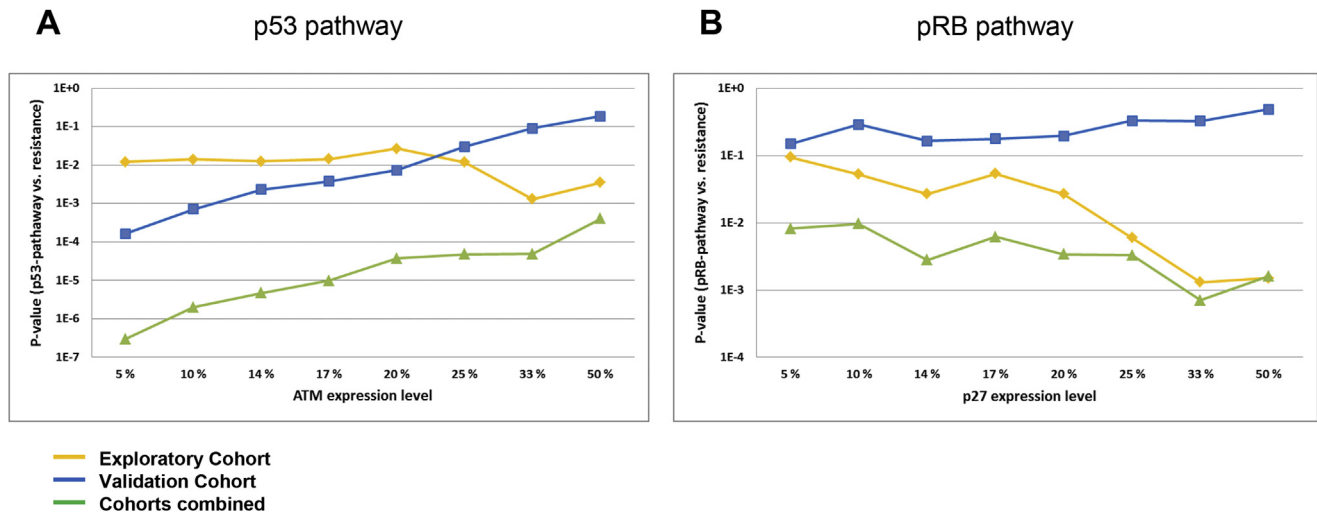 A
p53 pathway
P-value (p53-pathaway vs. resistance)
1E+0
1E-1
1E-2
1E-3
1E-4
1E-5
1E-6
1E-7
5 %
10 %
14 %
17 %
20 %
25 %
33 %
50 %
ATM expression level
B
pRB pathway
P-value (pRB-pathway vs. resistance)
1E+0
1E-1
1E-2
1E-3
1E-4
5 %
10 %
14 %
17 %
20 %
25 %
33 %
50 %
p27 expression level
Exploratory Cohort
Validation Cohort
Cohorts combined